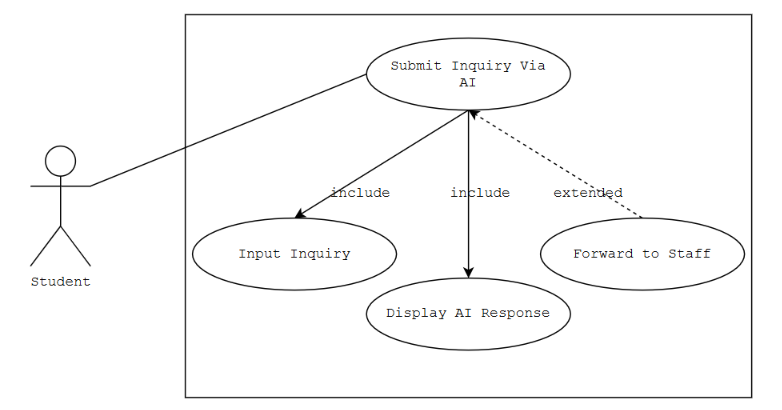 Submit Inquiry Via
AI
include
include
extended
Input Inquiry
Forward to Staff
Student
Display AI Response